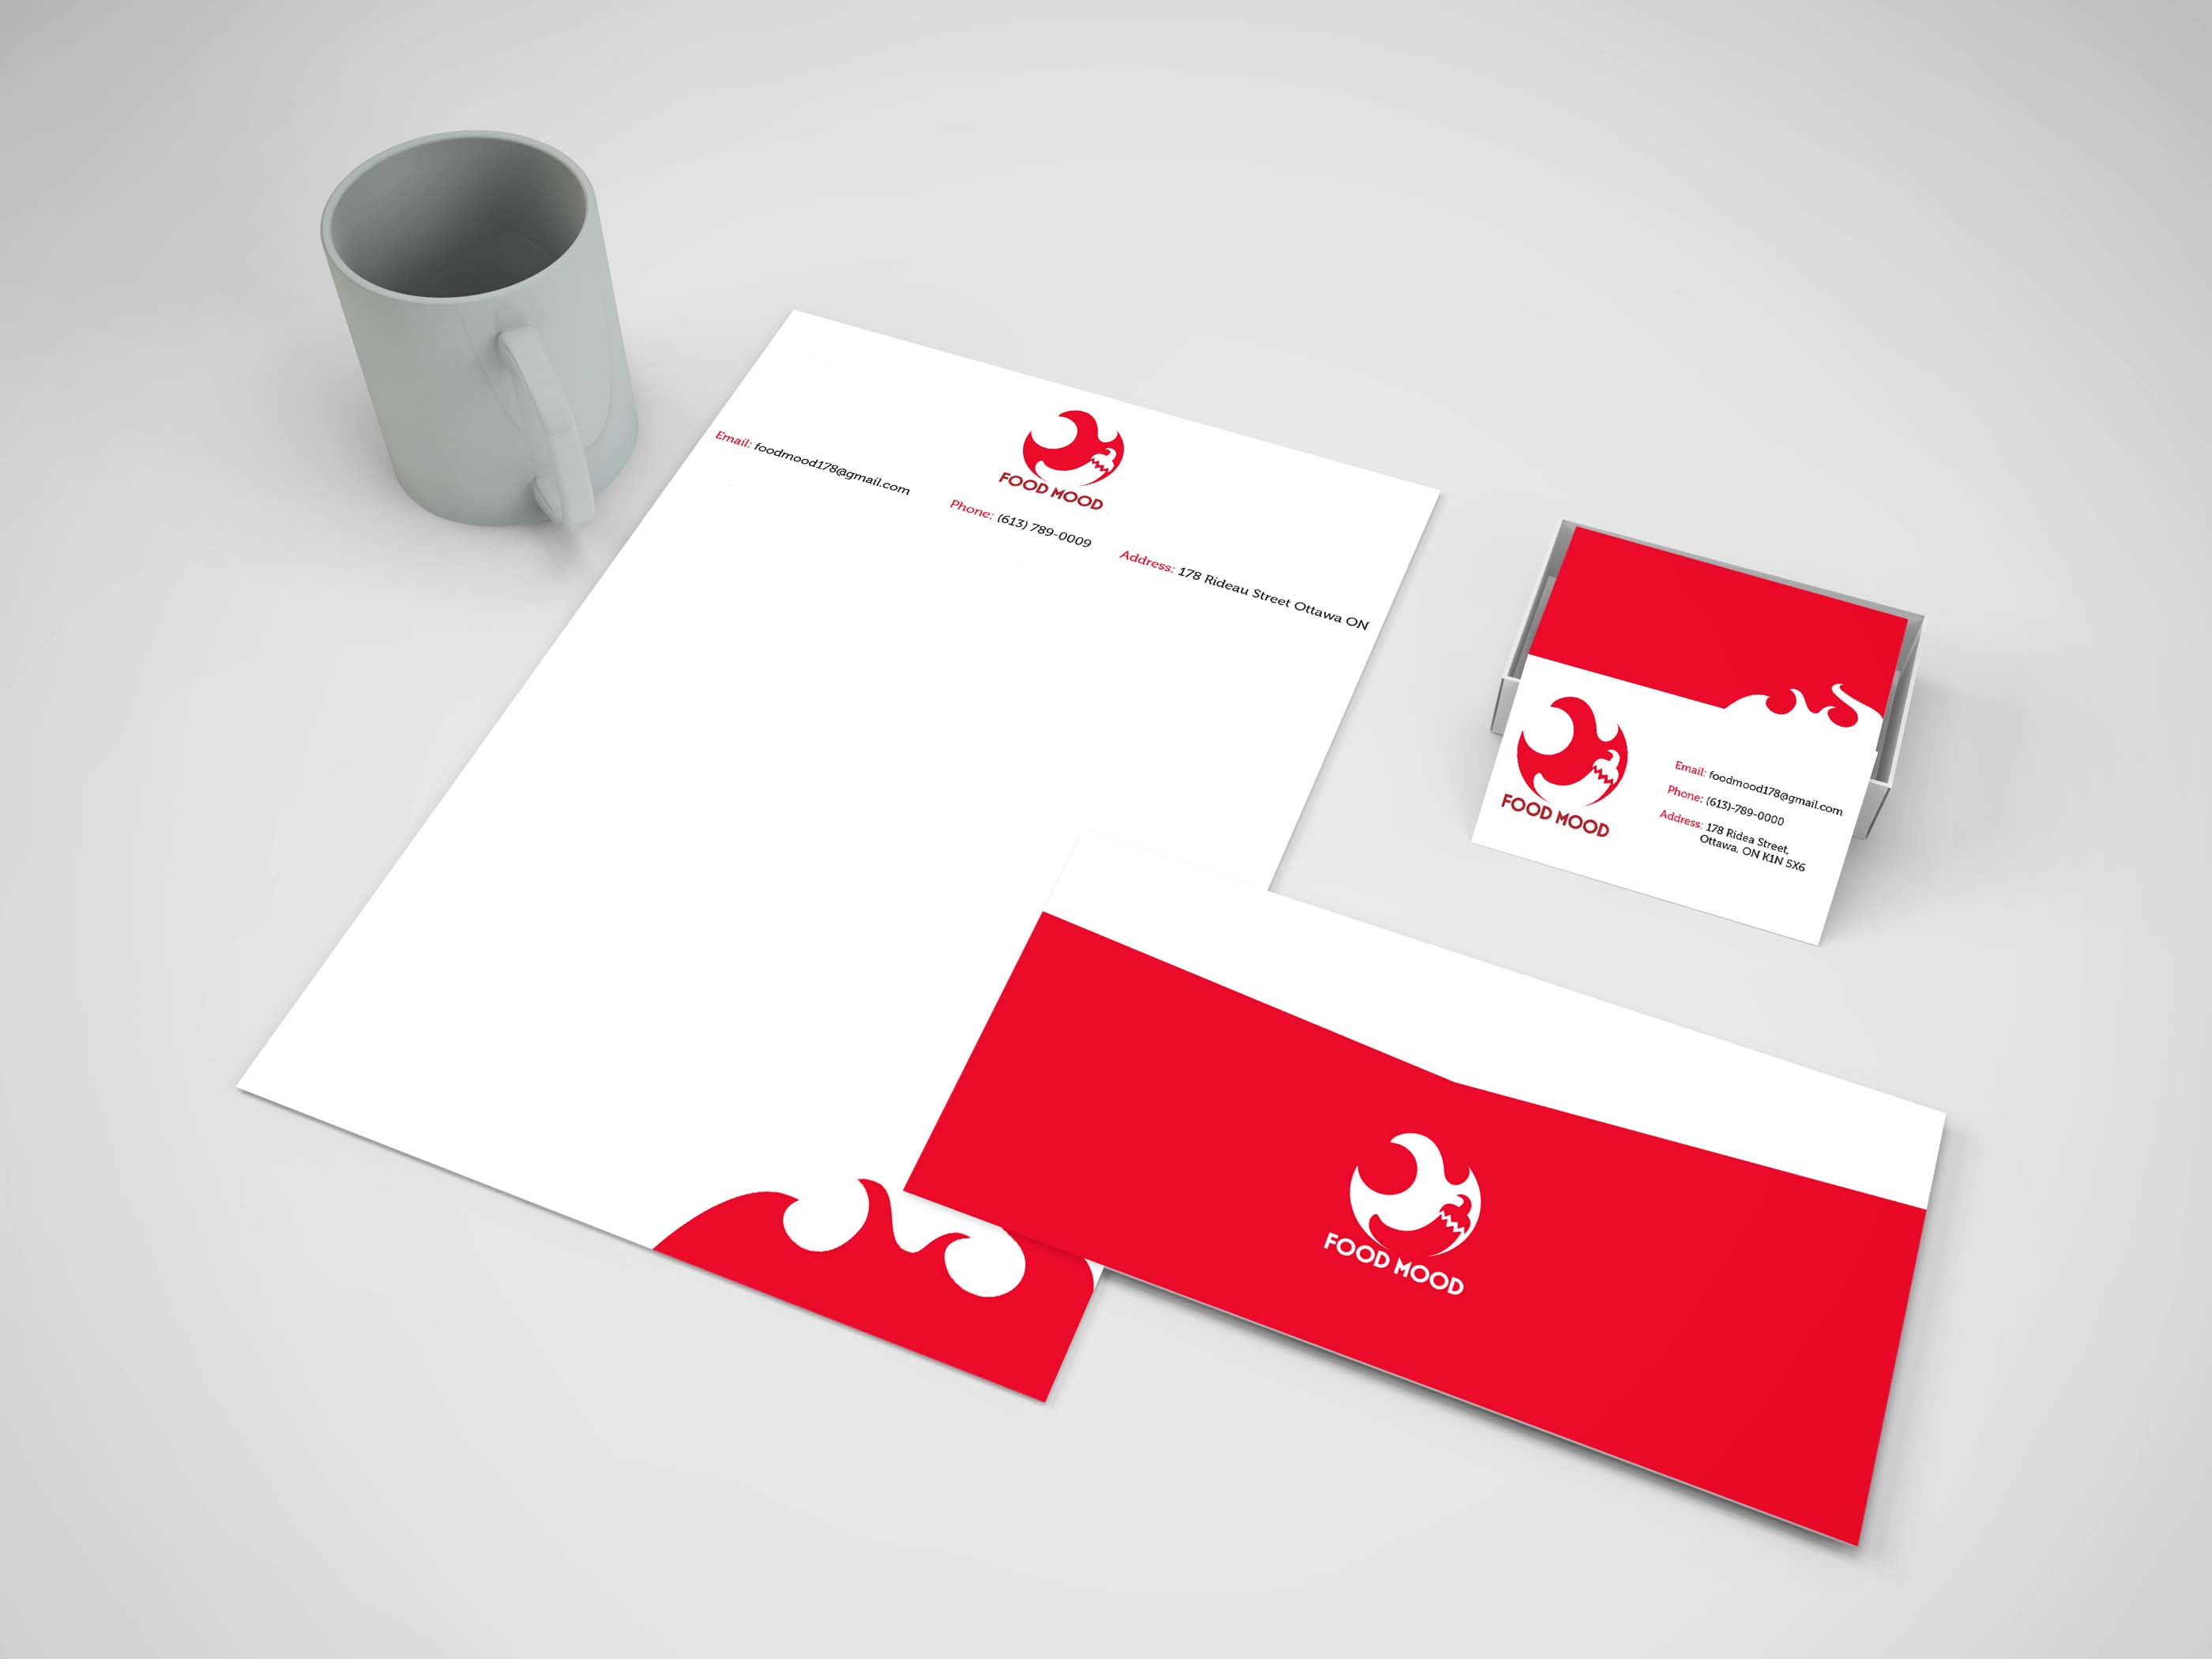 FOOD MOOD
Email: foodmood178@gmail.com
Phone: (613) 789-0009
Address: 178 Rideau Street Ottawa ON
FOOD MOOD
Email: foodmood178@gmail.com
Phone: (613)-789-0000
Address: 178 Ridea Street,
Ottawa, ON K1N 5X6
FOOD MOOD